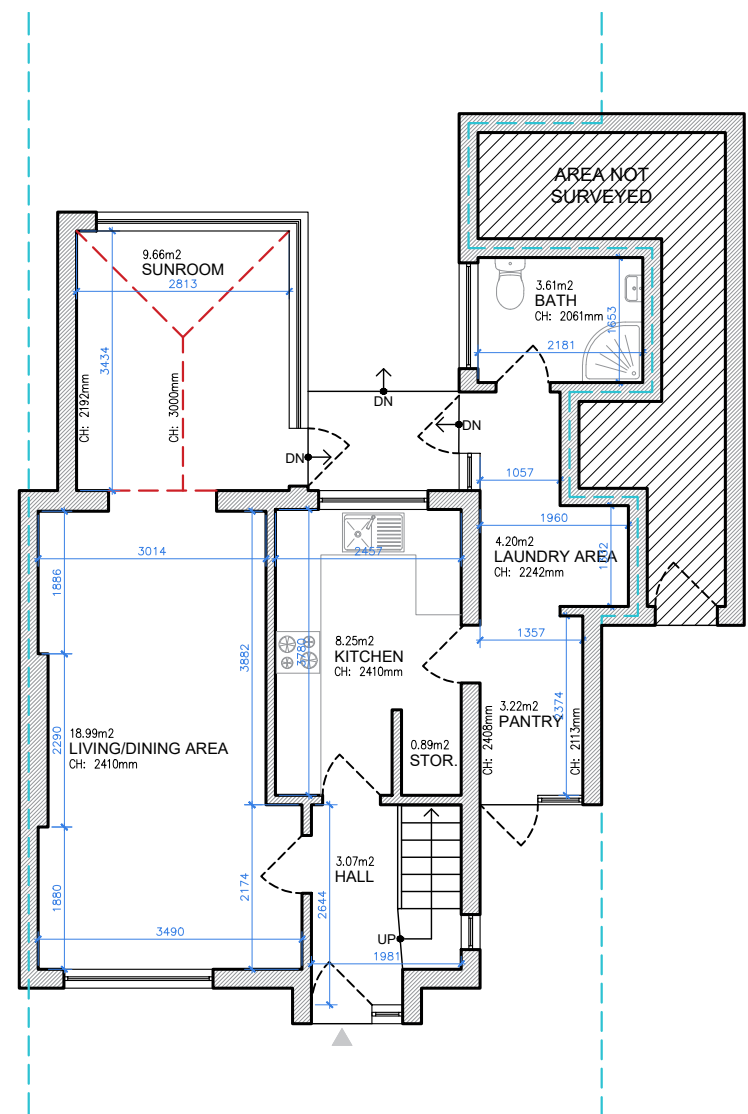 AREA NOT
SURVEYED
9.66m2
SUNROOM
2813
3434
CH: 2192mm
CH: 3000mm
3.61m2
BATH
CH: 2061mm
1653
2181
DN
DN
DN
1057
1960
4.20m2
LAUNDRY AREA
CH: 2242mm
3014
2457
1886
3882
3780
8.25m2
KITCHEN
CH: 2410mm
1357
2374
3.22m2
PANTRY
CH: 2408mm
CH: 2113mm
18.99m2
LIVING/DINING AREA
CH: 2410mm
2290
0.89m2
STOR.
3.07m2
HALL
2174
2644
1880
3490
UP
1981